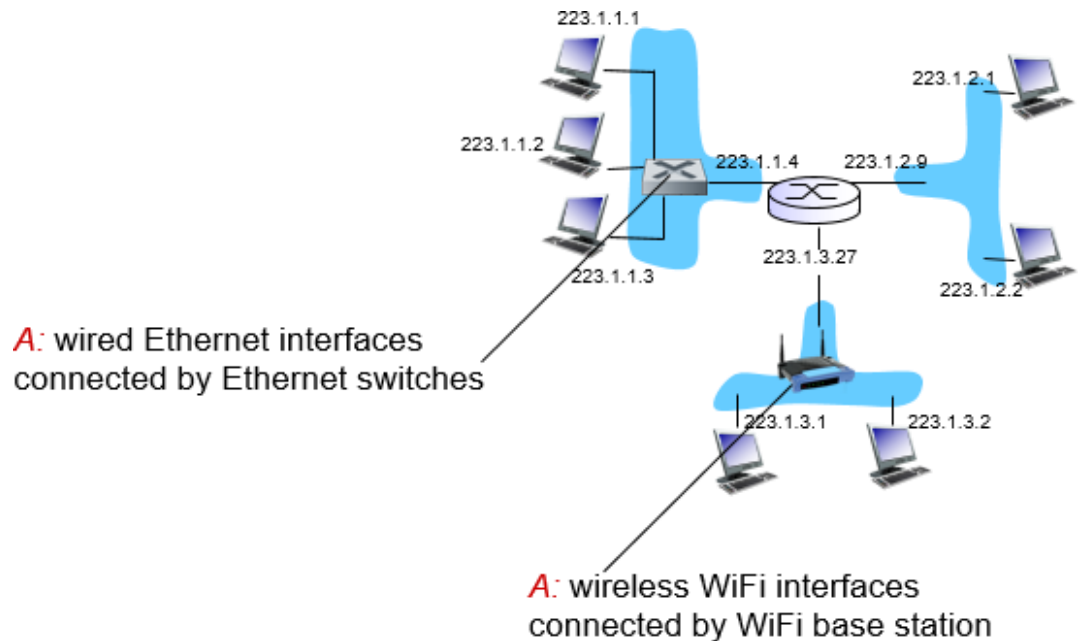 223.1.1.1
223.1.2.1
223.1.1.2
223.1.1.4
223.1.2.9
223.1.3.27
223.1.1.3
223.1.2.2
A: wired Ethernet interfaces
connected by Ethernet switches
223.1.3.1
223.1.3.2
A: wireless WiFi interfaces
connected by WiFi base station